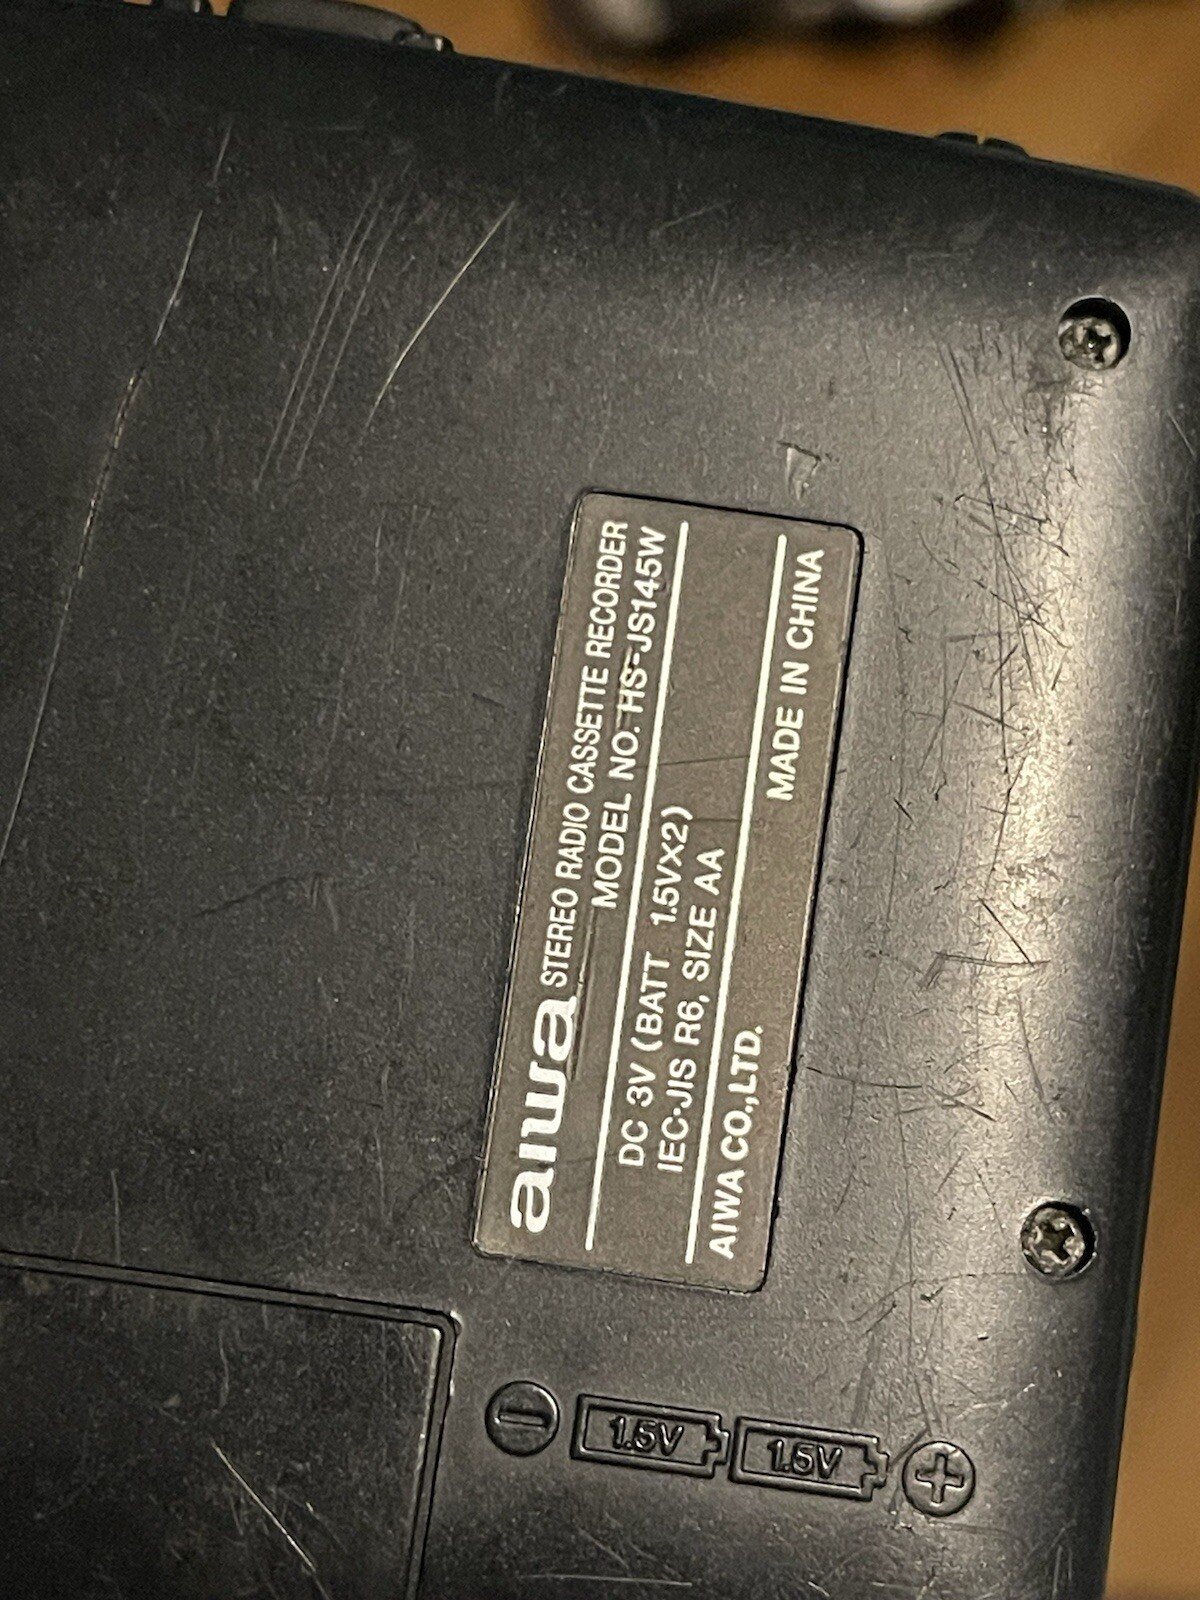 aiwa STEREO RADIO CASSETTE RECORDER
MODEL NO. HS-JS145W
DC 3V (BATT 1.5V×2)
IEC·JIS R6, SIZE AA
AIWA CO.,LTD. MADE IN CHINA
1.5V 1.5V